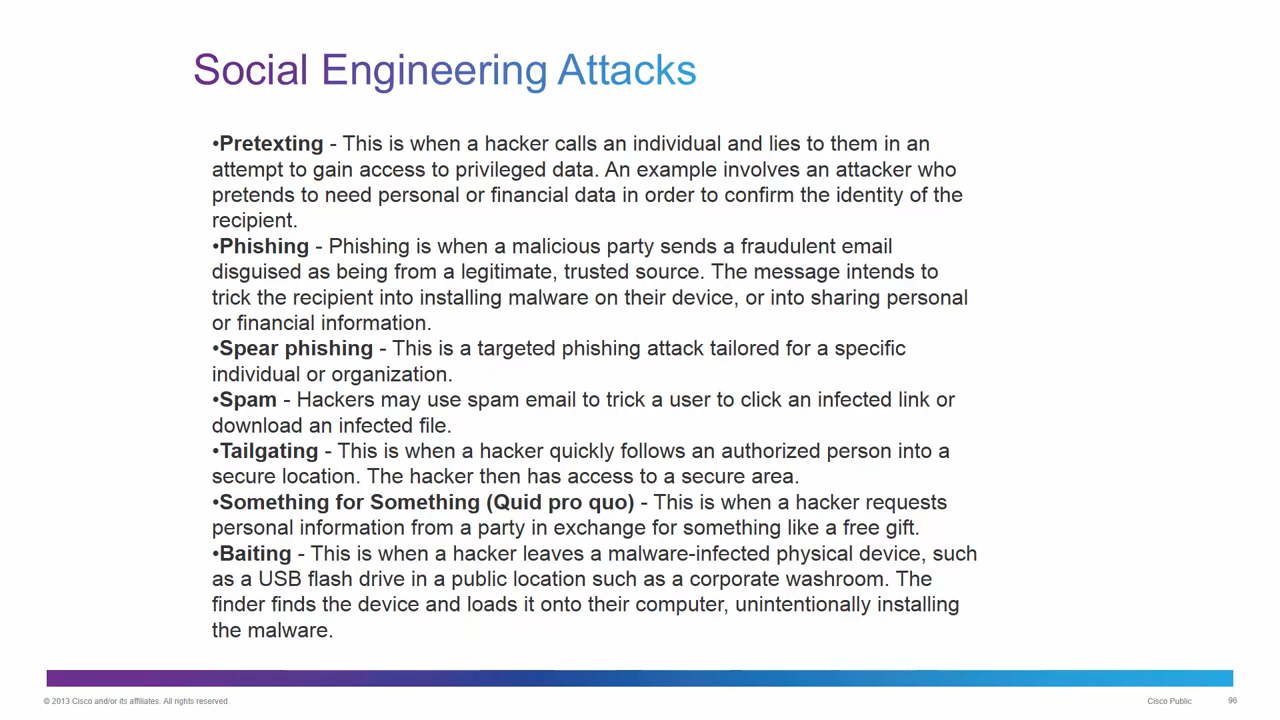 Social Engineering Attacks
•Pretexting - This is when a hacker calls an individual and lies to them in an
attempt to gain access to privileged data. An example involves an attacker who
pretends to need personal or financial data in order to confirm the identity of the
recipient.
•Phishing - Phishing is when a malicious party sends a fraudulent email
disguised as being from a legitimate, trusted source. The message intends to
trick the recipient into installing malware on their device, or into sharing personal
or financial information.
•Spear phishing - This is a targeted phishing attack tailored for a specific
individual or organization.
•Spam - Hackers may use spam email to trick a user to click an infected link or
download an infected file.
•Tailgating - This is when a hacker quickly follows an authorized person into a
secure location. The hacker then has access to a secure area.
•Something for Something (Quid pro quo) - This is when a hacker requests
personal information from a party in exchange for something like a free gift.
•Baiting - This is when a hacker leaves a malware-infected physical device, such
as a USB flash drive in a public location such as a corporate washroom. The
finder finds the device and loads it onto their computer, unintentionally installing
the malware.
© 2013 Cisco and/or its affiliates. All rights reserved. Cisco Public 96